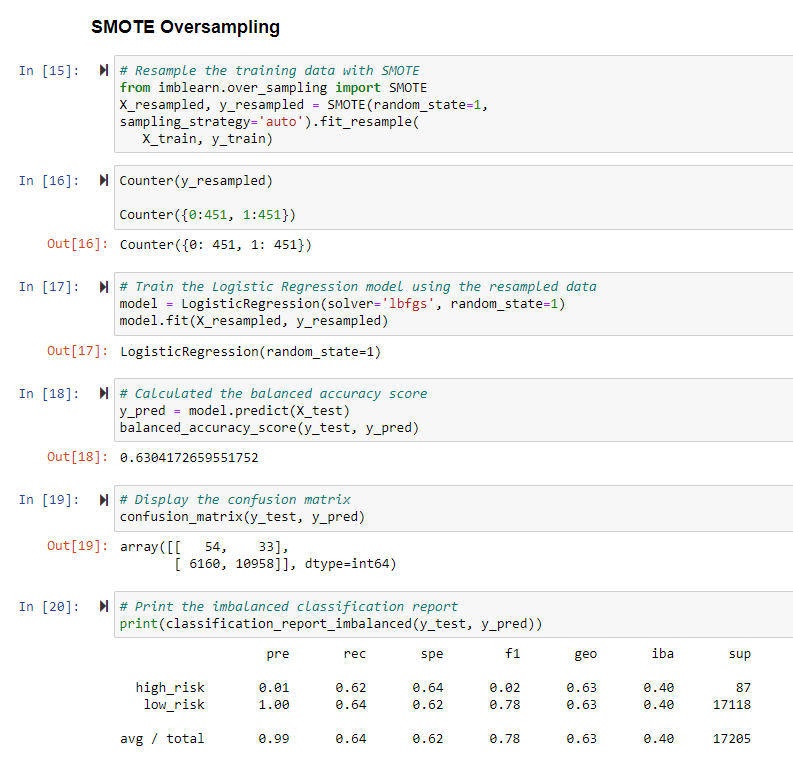 SMOTE Oversampling
In [15]: # Resample the training data with SMOTE
from imblearn.over_sampling import SMOTE
X_resampled, y_resampled = SMOTE(random_state=1,
sampling_strategy='auto').fit_resample(
   X_train, y_train)
In [16]: Counter(y_resampled)
Counter({0:451, 1:451})
Out[16]: Counter({0: 451, 1: 451})
In [17]: # Train the Logistic Regression model using the resampled data
model = LogisticRegression(solver='lbfgs', random_state=1)
model.fit(X_resampled, y_resampled)
Out[17]: LogisticRegression(random_state=1)
In [18]: # Calculated the balanced accuracy score
y_pred = model.predict(X_test)
balanced_accuracy_score(y_test, y_pred)
Out[18]: 0.6304172659551752
In [19]: # Display the confusion matrix
confusion_matrix(y_test, y_pred)
Out[19]: array([[   54,    33],
       [ 6160, 10958]], dtype=int64)
In [20]: # Print the imbalanced classification report
print(classification_report_imbalanced(y_test, y_pred))
pre rec spe f1 geo iba sup
high_risk 0.01 0.62 0.64 0.02 0.63 0.40 87
low_risk 1.00 0.64 0.62 0.78 0.63 0.40 17118
avg / total 0.99 0.64 0.62 0.78 0.63 0.40 17205